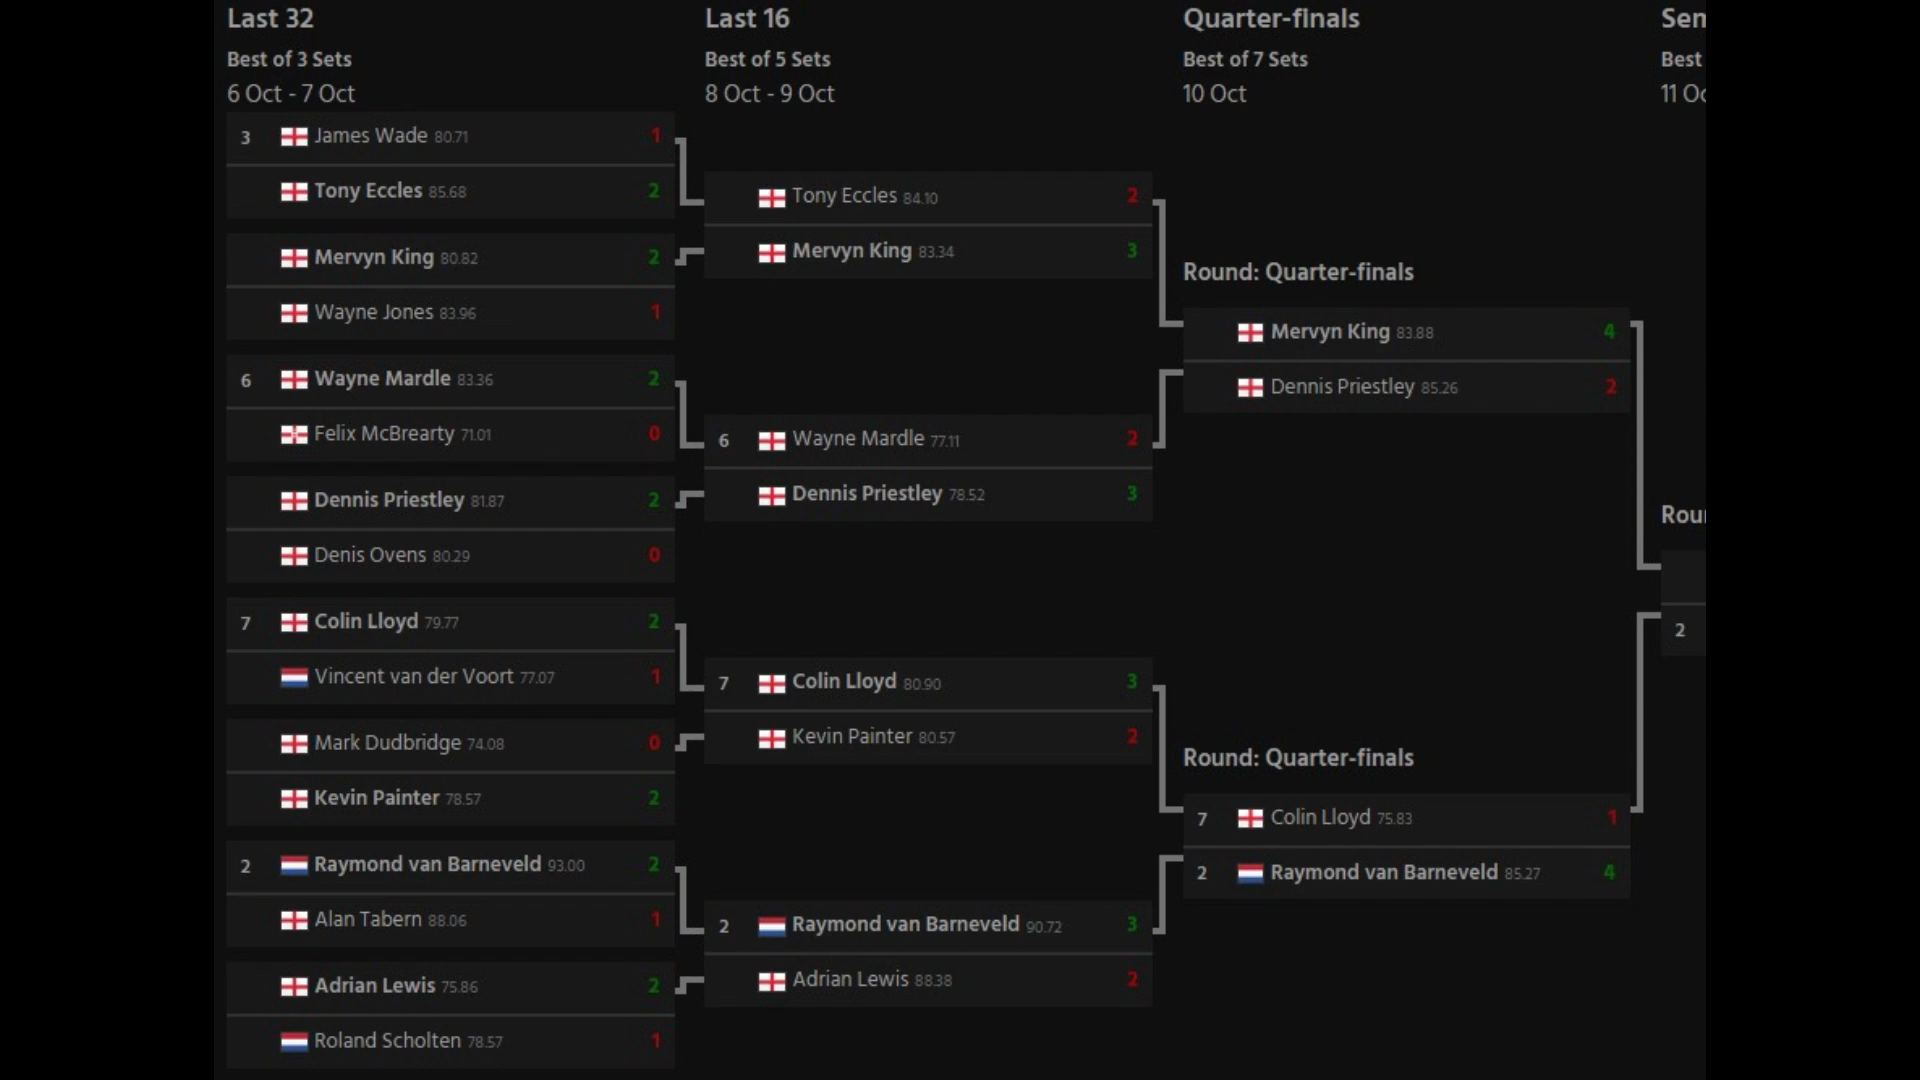 Last 32
Best of 3 Sets
6 Oct - 7 Oct
3 James Wade 80.71 1
Tony Eccles 85.68 2
Mervyn King 80.82 2
Wayne Jones 83.96 1
6 Wayne Mardle 83.36 2
Felix McBrearty 71.01 0
Dennis Priestley 81.87 2
Denis Ovens 80.29 0
7 Colin Lloyd 79.77 2
Vincent van der Voort 77.07 1
Mark Dudbridge 74.08 0
Kevin Painter 78.57 2
2 Raymond van Barneveld 93.00 2
Alan Tabern 88.06 1
Adrian Lewis 75.86 2
Roland Scholten 78.57 1
Last 16
Best of 5 Sets
8 Oct - 9 Oct
Tony Eccles 84.10 2
Mervyn King 83.34 3
6 Wayne Mardle 77.11 2
Dennis Priestley 78.52 3
7 Colin Lloyd 80.90 3
Kevin Painter 80.57 2
2 Raymond van Barneveld 90.72 3
Adrian Lewis 88.38 2
Quarter-finals
Best of 7 Sets
10 Oct
Round: Quarter-finals
Mervyn King 83.88 4
Dennis Priestley 85.26 2
Round: Quarter-finals
7 Colin Lloyd 75.83 1
2 Raymond van Barneveld 85.27 4
Best
2